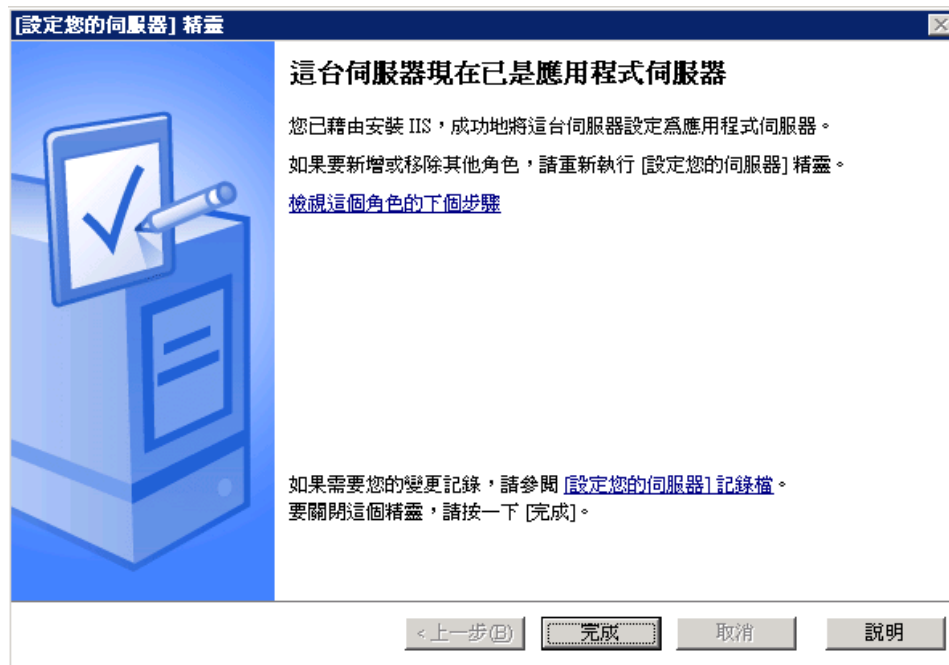 [設定您的伺服器] 精靈
這台伺服器現在已是應用程式伺服器
您已藉由安裝 IIS，成功地將這台伺服器設定為應用程式伺服器。
如果要新增或移除其他角色，請重新執行 [設定您的伺服器] 精靈。
檢視這個角色的下個步驟
如果需要您的變更記錄，請參閱 [設定您的伺服器] 記錄檔。
要關閉這個精靈，請按一下 [完成]。
< 上一步(B)
完成
取消
說明